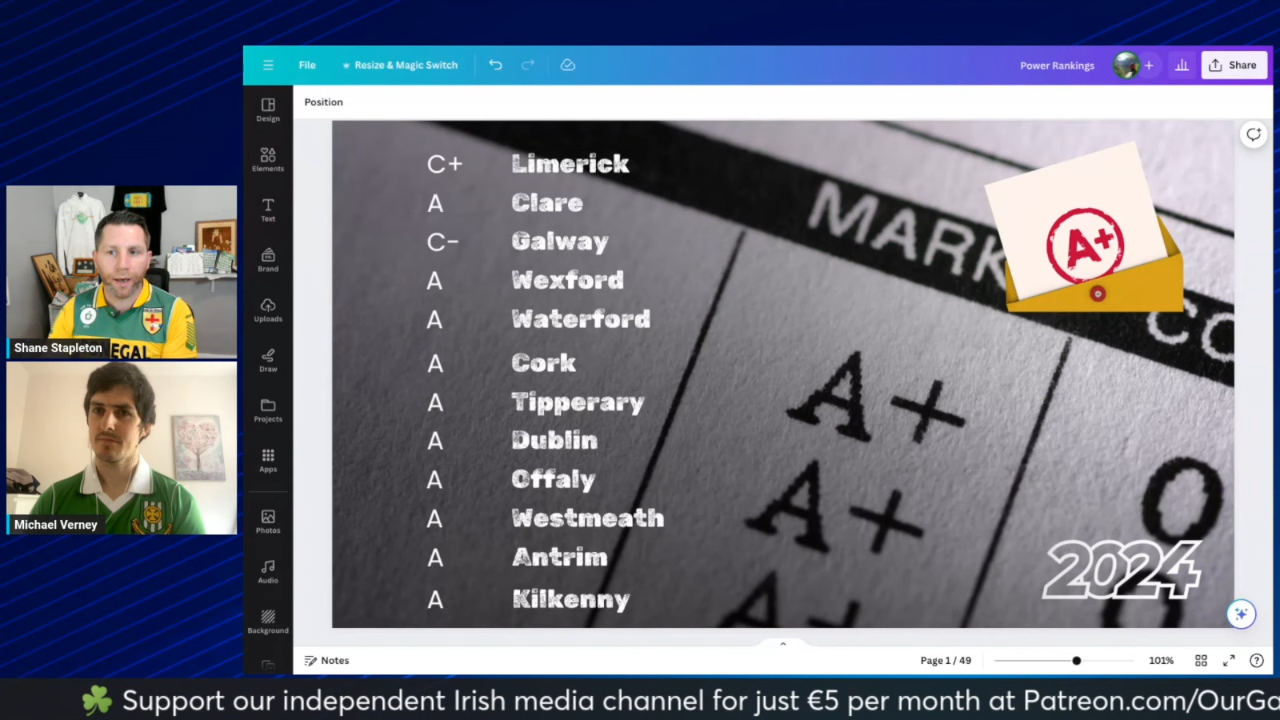 File
Resize & Magic Switch
Power Rankings
Share
Position
Design
Elements
Text
Brand
Uploads
Draw
Projects
Apps
Photos
Audio
Background
C+ Limerick
A Clare
C- Galway
A Wexford
A Waterford
A Cork
A Tipperary
A Dublin
A Offaly
A Westmeath
A Antrim
A Kilkenny
MARK
CO
A+
A+
A+
A+
2024
Shane Stapleton
EGAL
Michael Verney
Notes
Page 1 / 49
101%
Support our independent Irish media channel for just €5 per month at Patreon.com/OurGa